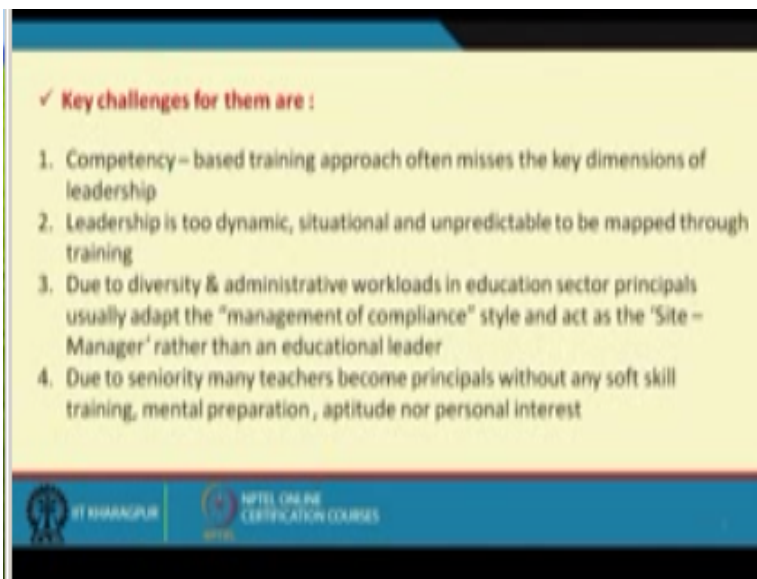 ✓ Key challenges for them are :
1. Competency – based training approach often misses the key dimensions of
leadership
2. Leadership is too dynamic, situational and unpredictable to be mapped through
training
3. Due to diversity & administrative workloads in education sector principals
usually adapt the "management of compliance" style and act as the 'Site –
Manager' rather than an educational leader
4. Due to seniority many teachers become principals without any soft skill
training, mental preparation , aptitude nor personal interest
IIT KHARAGPUR
NPTEL ONLINE
CERTIFICATION COURSES
NPTEL